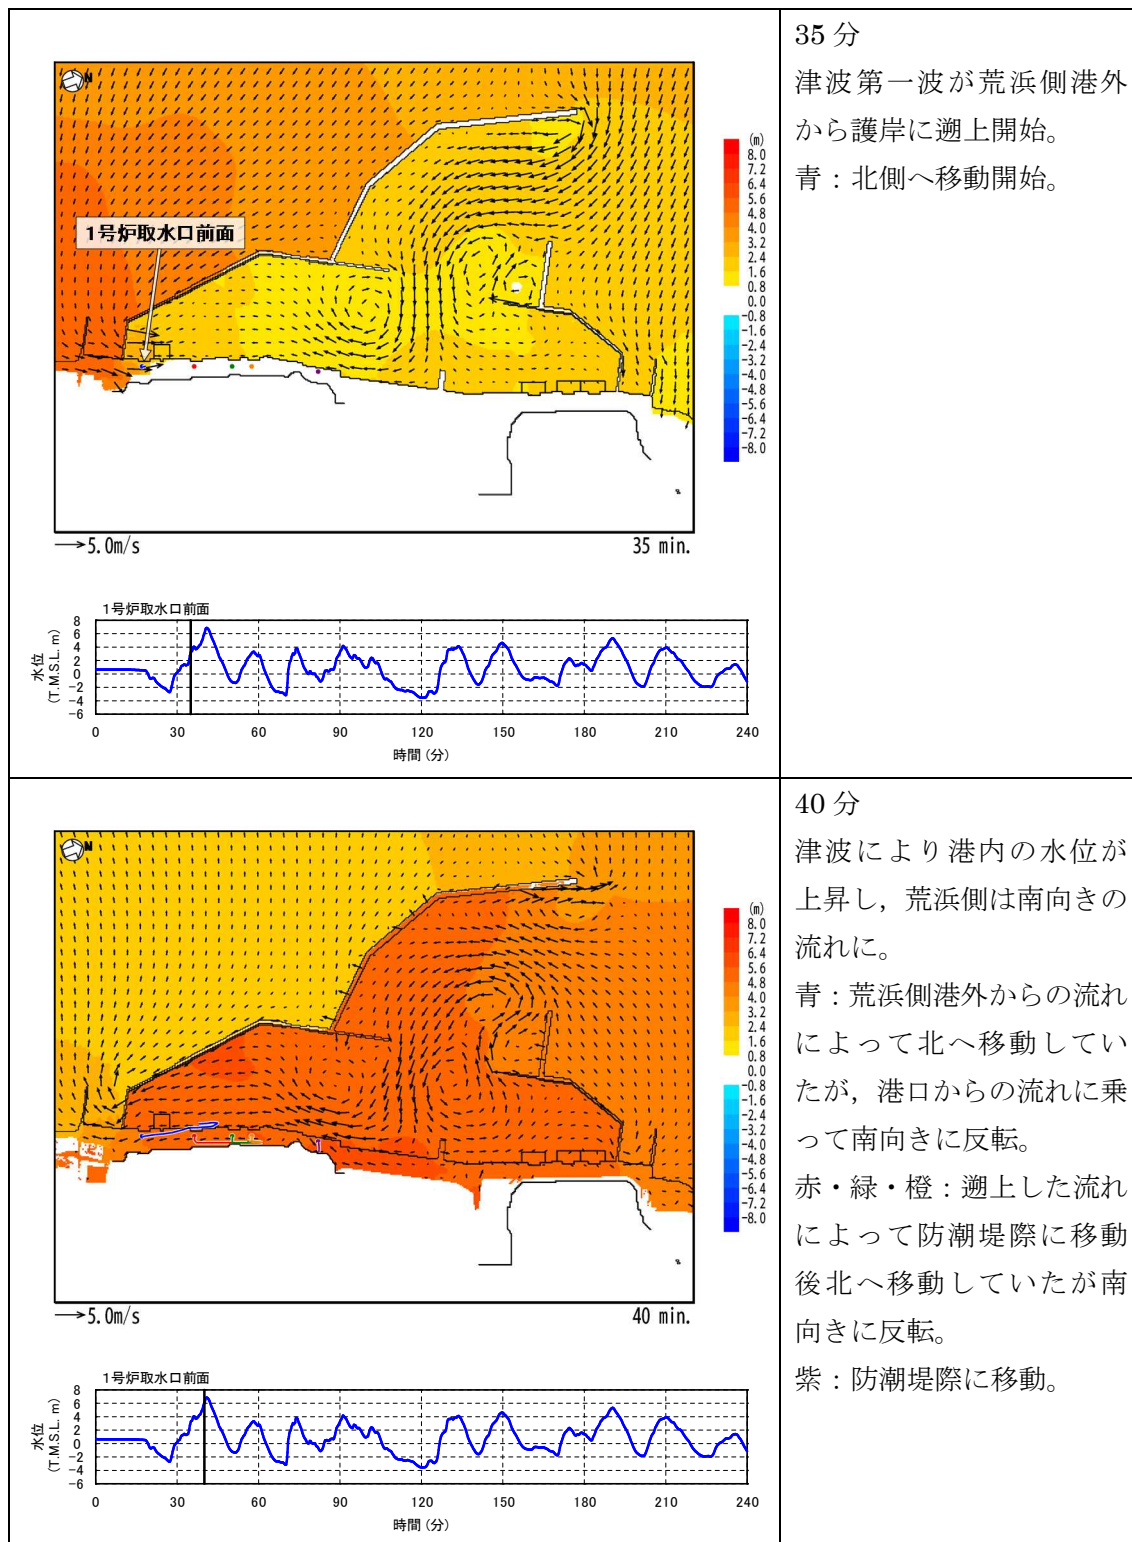 35 分
津波第一波が荒浜側港外
から護岸に遡上開始。
青：北側へ移動開始。
N
1号炉取水口前面
(m)
8.0
7.2
6.4
5.6
4.8
4.0
3.2
2.4
1.6
0.8
0.0
-0.8
-1.6
-2.4
-3.2
-4.0
-4.8
-5.6
-6.4
-7.2
-8.0
5.0m/s
35 min.
1号炉取水口前面
水位
(T.M.S.L. m)
8
6
4
2
0
-2
-4
-6
0 30 60 90 120 150 180 210 240
時間(分)
40 分
津波により港内の水位が
上昇し，荒浜側は南向きの
流れに。
青：荒浜側港外からの流れ
によって北へ移動してい
たが，港口からの流れに乗
って南向きに反転。
赤・緑・橙：遡上した流れ
によって防潮堤際に移動
後北へ移動していたが南
向きに反転。
紫：防潮堤際に移動。
N
(m)
8.0
7.2
6.4
5.6
4.8
4.0
3.2
2.4
1.6
0.8
0.0
-0.8
-1.6
-2.4
-3.2
-4.0
-4.8
-5.6
-6.4
-7.2
-8.0
5.0m/s
40 min.
1号炉取水口前面
水位
(T.M.S.L. m)
8
6
4
2
0
-2
-4
-6
0 30 60 90 120 150 180 210 240
時間(分)